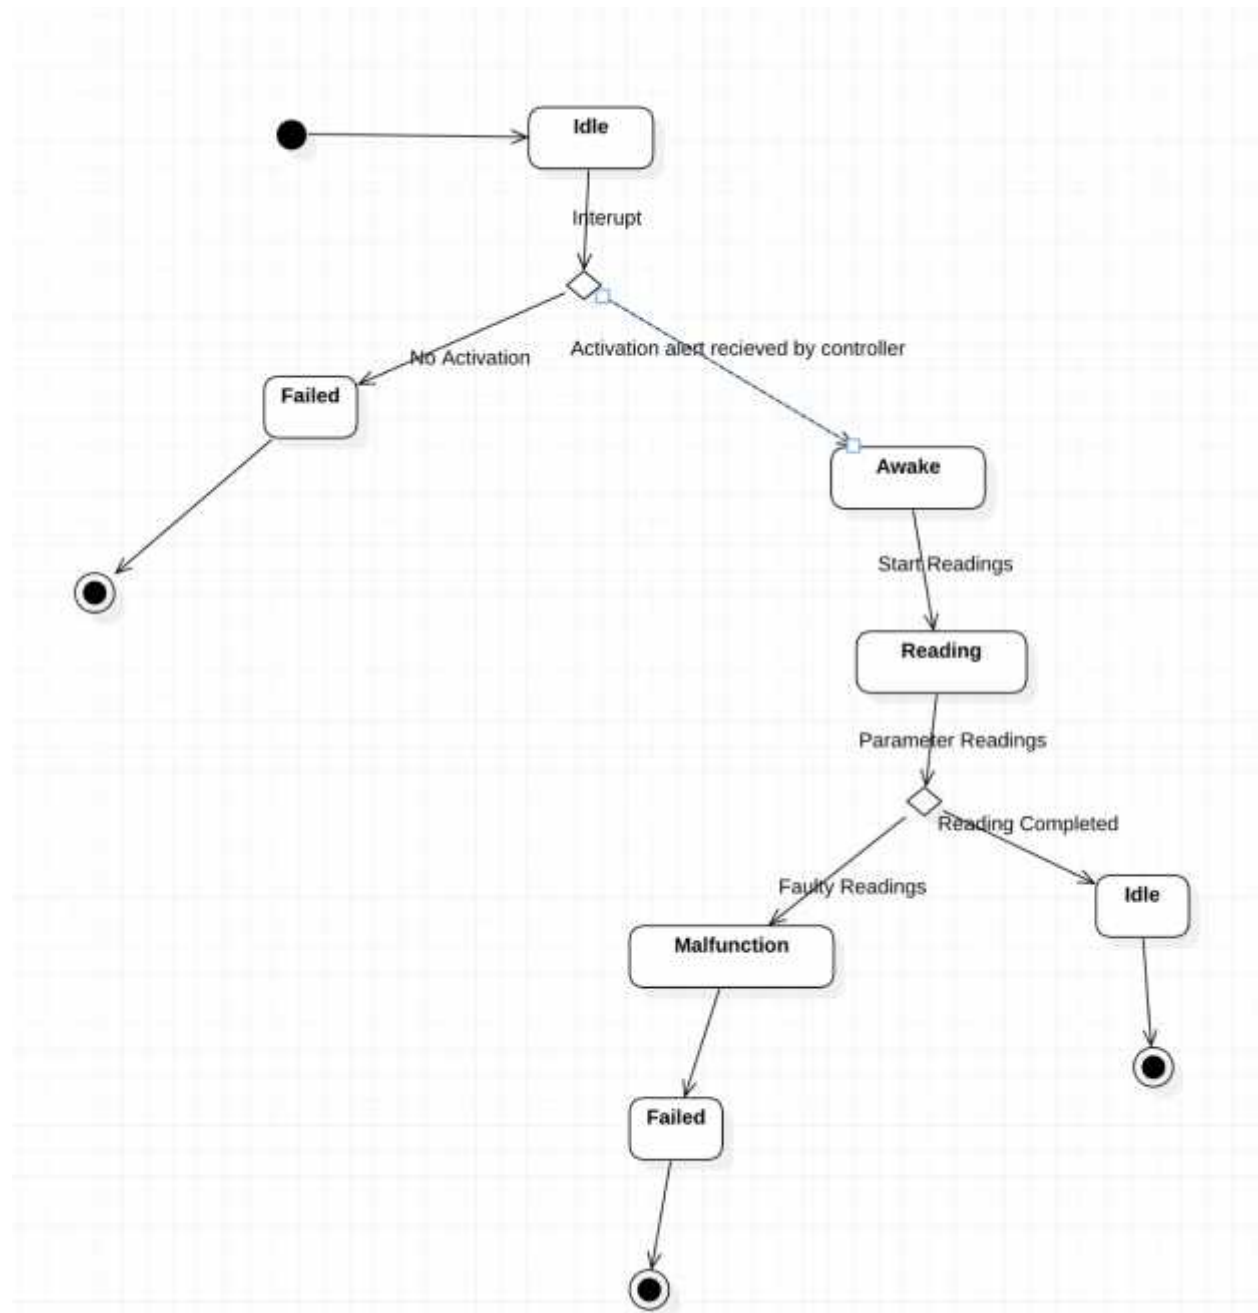 Idle
Interupt
Activation alert recieved by controller
No Activation
Failed
Awake
Start Readings
Reading
Parameter Readings
Reading Completed
Faulty Readings
Idle
Malfunction
Failed